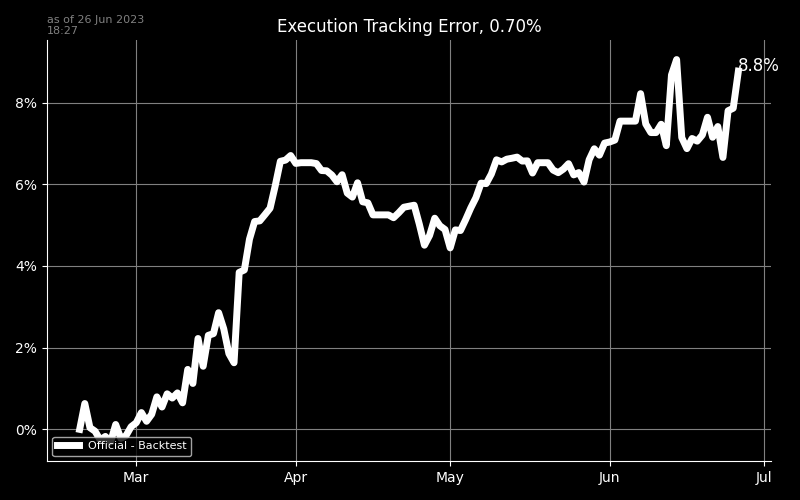 as of 26 Jun 2023
18:27
Execution Tracking Error, 0.70%
8.8%
8%
6%
4%
2%
0%
Official - Backtest
Mar Apr May Jun Jul